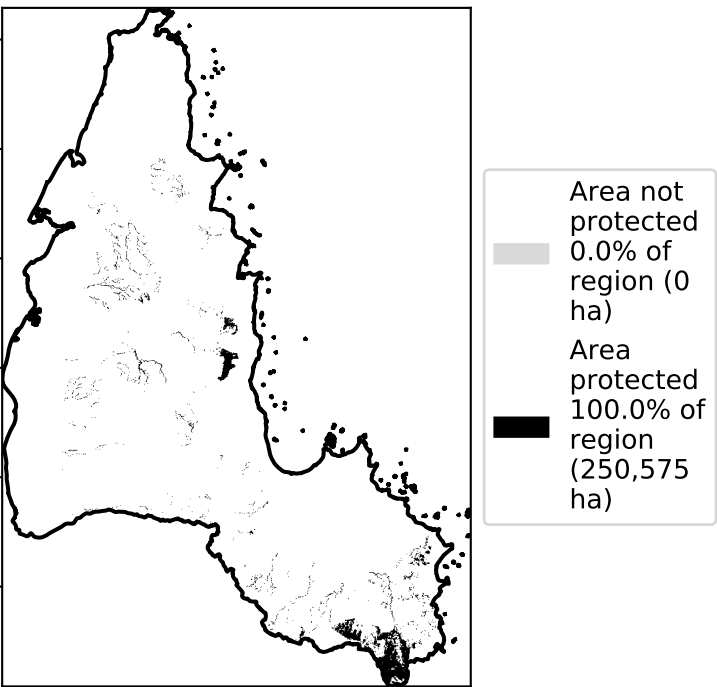 Area not
protected
0.0% of
region (0
ha)
Area
protected
100.0% of
region
(250,575
ha)